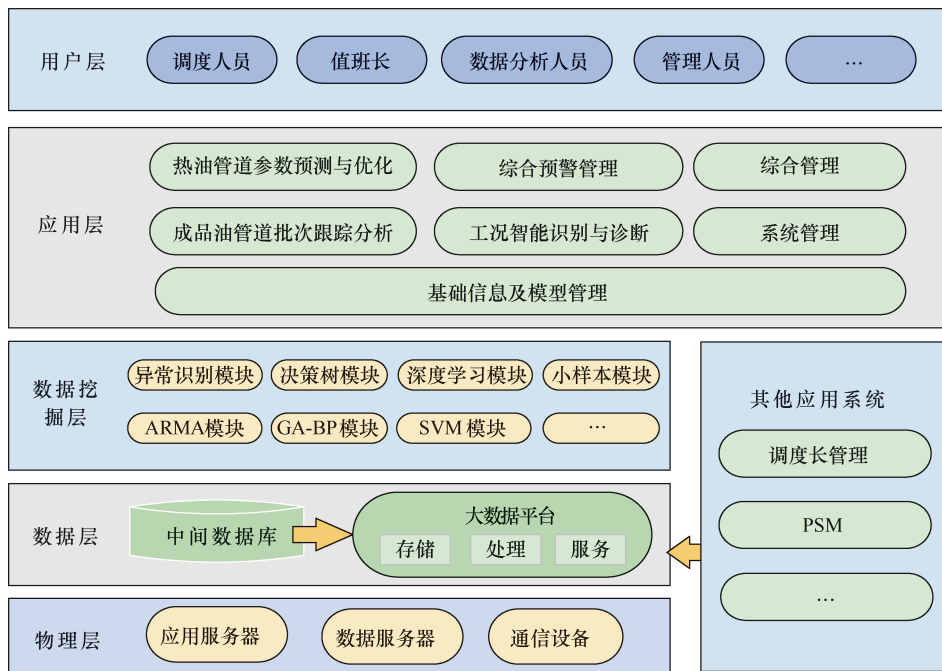 用户层
调度人员
值班长
数据分析人员
管理人员
…
应用层
热油管道参数预测与优化
综合预警管理
综合管理
成品油管道批次跟踪分析
工况智能识别与诊断
系统管理
基础信息及模型管理
数据挖
掘层
异常识别模块
决策树模块
深度学习模块
小样本模块
ARMA模块
GA-BP模块
SVM模块
…
数据层
中间数据库
大数据平台
存储
处理
服务
物理层
应用服务器
数据服务器
通信设备
其他应用系统
调度长管理
PSM
…